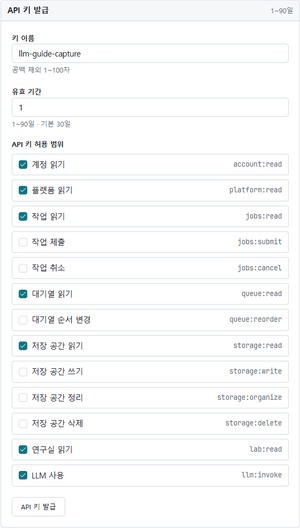 API 키 발급 1~90일
키 이름
llm-guide-capture
공백 제외 1~100자
유효 기간
1
1~90일 · 기본 30일
API 키 허용 범위
계정 읽기 account:read
플랫폼 읽기 platform:read
작업 읽기 jobs:read
작업 제출 jobs:submit
작업 취소 jobs:cancel
대기열 읽기 queue:read
대기열 순서 변경 queue:reorder
저장 공간 읽기 storage:read
저장 공간 쓰기 storage:write
저장 공간 정리 storage:organize
저장 공간 삭제 storage:delete
연구실 읽기 lab:read
LLM 사용 llm:invoke
API 키 발급